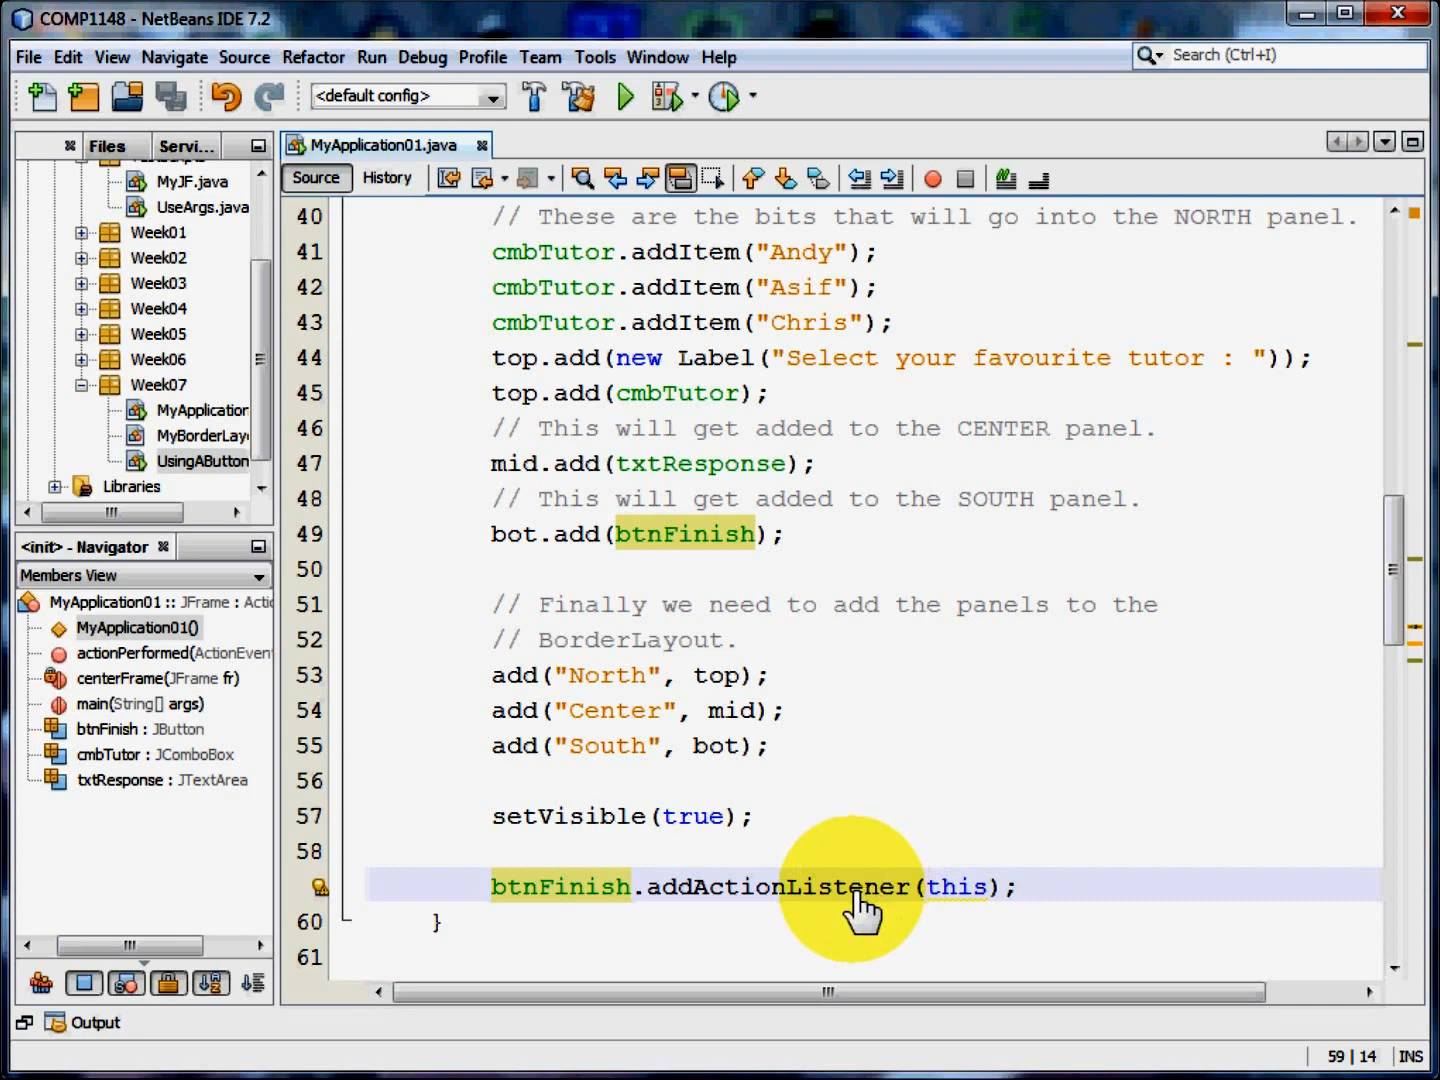 COMP1148 - NetBeans IDE 7.2
File Edit View Navigate Source Refactor Run Debug Profile Team Tools Window Help
Search (Ctrl+I)
<default config>
Files Servi...
MyApplication01.java
MyJF.java
UseArgs.java
Week01
Week02
Week03
Week04
Week05
Week06
Week07
MyApplication
MyBorderLay
UsingAButton
Libraries
Source History
40 // These are the bits that will go into the NORTH panel.
41 cmbTutor.addItem("Andy");
42 cmbTutor.addItem("Asif");
43 cmbTutor.addItem("Chris");
44 top.add(new Label("Select your favourite tutor : "));
45 top.add(cmbTutor);
46 // This will get added to the CENTER panel.
47 mid.add(txtResponse);
48 // This will get added to the SOUTH panel.
49 bot.add(btnFinish);
50
51 // Finally we need to add the panels to the
52 // BorderLayout.
53 add("North", top);
54 add("Center", mid);
55 add("South", bot);
56
57 setVisible(true);
58
btnFinish.addActionListener(this);
60 }
61
<init> - Navigator
Members View
MyApplication01 :: JFrame : Actio
MyApplication01()
actionPerformed(ActionEven
centerFrame(JFrame fr)
main(String[] args)
btnFinish : JButton
cmbTutor : JComboBox
txtResponse : JTextArea
Output
59 | 14 INS